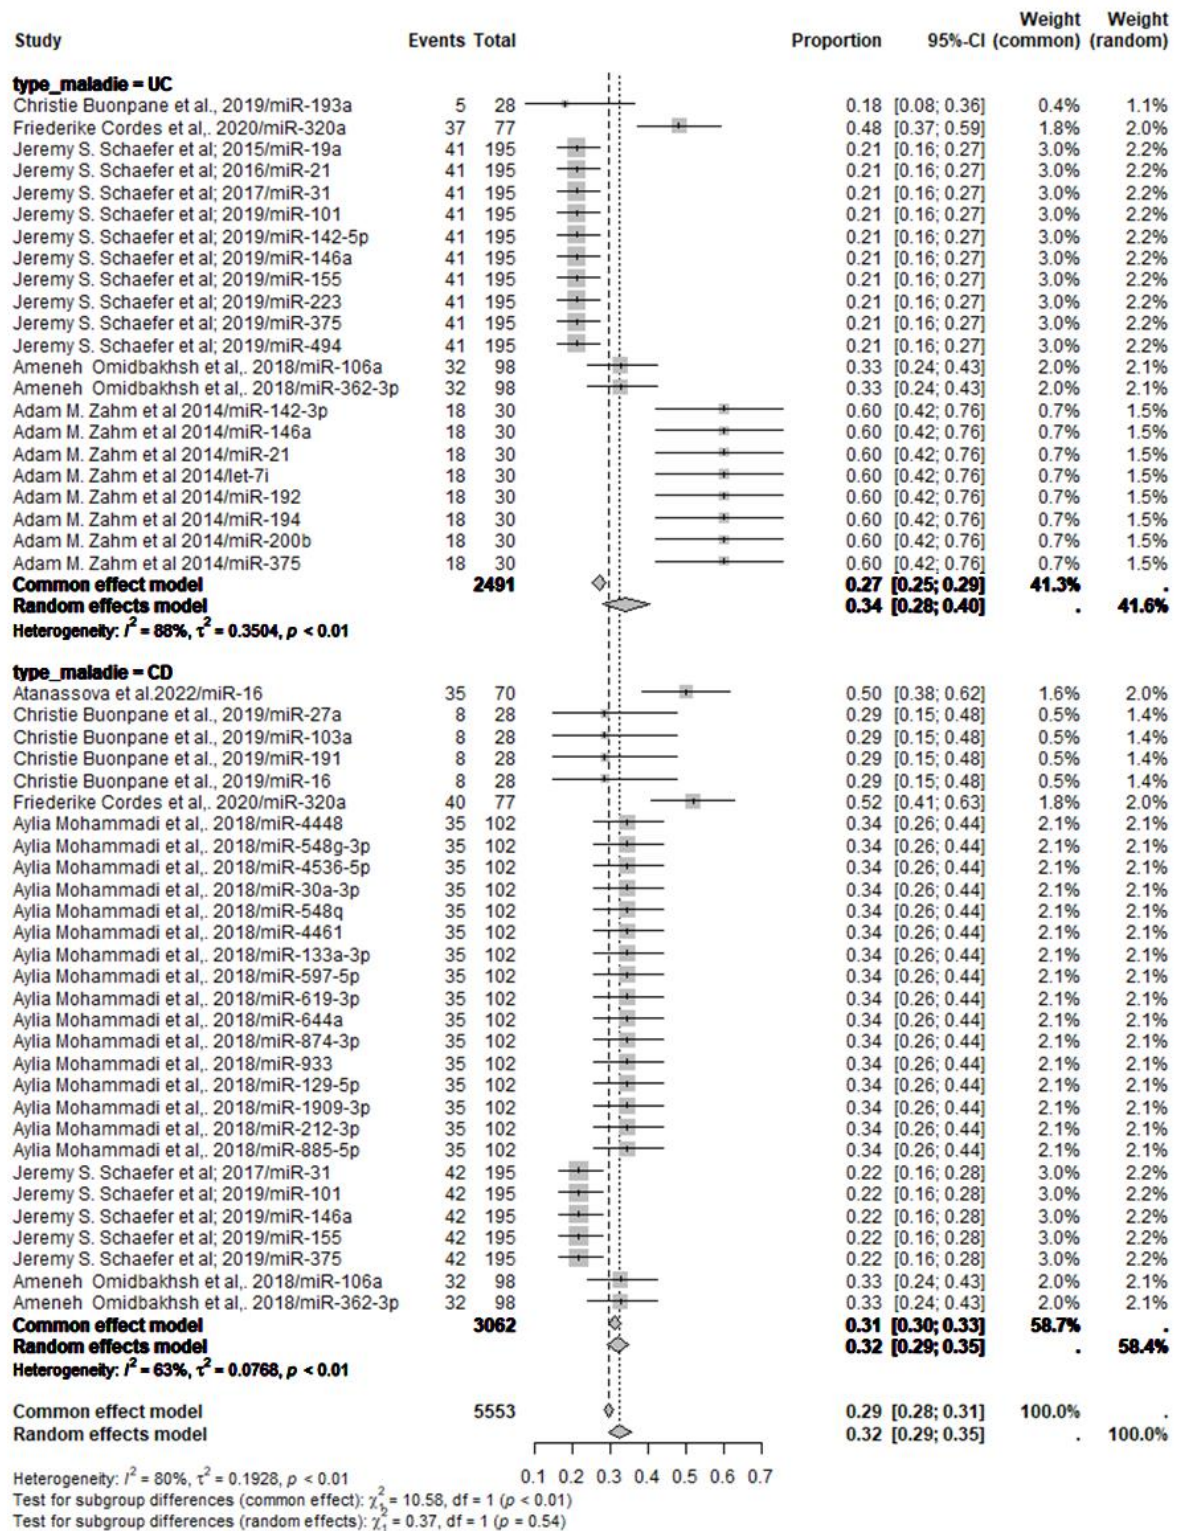 Study Events Total Proportion 95%-CI Weight (common) Weight (random)
type_maladie = UC
Christie Buonpane et al., 2019/miR-193a 5 28 0.18 [0.08; 0.36] 0.4% 1.1%
Friederike Cordes et al,. 2020/miR-320a 37 77 0.48 [0.37; 0.59] 1.8% 2.0%
Jeremy S. Schaefer et al; 2015/miR-19a 41 195 0.21 [0.16; 0.27] 3.0% 2.2%
Jeremy S. Schaefer et al; 2016/miR-21 41 195 0.21 [0.16; 0.27] 3.0% 2.2%
Jeremy S. Schaefer et al; 2017/miR-31 41 195 0.21 [0.16; 0.27] 3.0% 2.2%
Jeremy S. Schaefer et al; 2019/miR-101 41 195 0.21 [0.16; 0.27] 3.0% 2.2%
Jeremy S. Schaefer et al; 2019/miR-142-5p 41 195 0.21 [0.16; 0.27] 3.0% 2.2%
Jeremy S. Schaefer et al; 2019/miR-146a 41 195 0.21 [0.16; 0.27] 3.0% 2.2%
Jeremy S. Schaefer et al; 2019/miR-155 41 195 0.21 [0.16; 0.27] 3.0% 2.2%
Jeremy S. Schaefer et al; 2019/miR-223 41 195 0.21 [0.16; 0.27] 3.0% 2.2%
Jeremy S. Schaefer et al; 2019/miR-375 41 195 0.21 [0.16; 0.27] 3.0% 2.2%
Jeremy S. Schaefer et al; 2019/miR-494 41 195 0.21 [0.16; 0.27] 3.0% 2.2%
Ameneh Omidbakhsh et al,. 2018/miR-106a 32 98 0.33 [0.24; 0.43] 2.0% 2.1%
Ameneh Omidbakhsh et al,. 2018/miR-362-3p 32 98 0.33 [0.24; 0.43] 2.0% 2.1%
Adam M. Zahm et al 2014/miR-142-3p 18 30 0.60 [0.42; 0.76] 0.7% 1.5%
Adam M. Zahm et al 2014/miR-146a 18 30 0.60 [0.42; 0.76] 0.7% 1.5%
Adam M. Zahm et al 2014/miR-21 18 30 0.60 [0.42; 0.76] 0.7% 1.5%
Adam M. Zahm et al 2014/let-7i 18 30 0.60 [0.42; 0.76] 0.7% 1.5%
Adam M. Zahm et al 2014/miR-192 18 30 0.60 [0.42; 0.76] 0.7% 1.5%
Adam M. Zahm et al 2014/miR-194 18 30 0.60 [0.42; 0.76] 0.7% 1.5%
Adam M. Zahm et al 2014/miR-200b 18 30 0.60 [0.42; 0.76] 0.7% 1.5%
Adam M. Zahm et al 2014/miR-375 18 30 0.60 [0.42; 0.76] 0.7% 1.5%
Common effect model 2491 0.27 [0.25; 0.29] 41.3% .
Random effects model 0.34 [0.28; 0.40] . 41.6%
Heterogeneity: I² = 88%, τ² = 0.3504, p < 0.01
type_maladie = CD
Atanassova et al.2022/miR-16 35 70 0.50 [0.38; 0.62] 1.6% 2.0%
Christie Buonpane et al., 2019/miR-27a 8 28 0.29 [0.15; 0.48] 0.5% 1.4%
Christie Buonpane et al., 2019/miR-103a 8 28 0.29 [0.15; 0.48] 0.5% 1.4%
Christie Buonpane et al., 2019/miR-191 8 28 0.29 [0.15; 0.48] 0.5% 1.4%
Christie Buonpane et al., 2019/miR-16 8 28 0.29 [0.15; 0.48] 0.5% 1.4%
Friederike Cordes et al,. 2020/miR-320a 40 77 0.52 [0.41; 0.63] 1.8% 2.0%
Aylia Mohammadi et al,. 2018/miR-4448 35 102 0.34 [0.26; 0.44] 2.1% 2.1%
Aylia Mohammadi et al,. 2018/miR-548g-3p 35 102 0.34 [0.26; 0.44] 2.1% 2.1%
Aylia Mohammadi et al,. 2018/miR-4536-5p 35 102 0.34 [0.26; 0.44] 2.1% 2.1%
Aylia Mohammadi et al,. 2018/miR-30a-3p 35 102 0.34 [0.26; 0.44] 2.1% 2.1%
Aylia Mohammadi et al,. 2018/miR-548q 35 102 0.34 [0.26; 0.44] 2.1% 2.1%
Aylia Mohammadi et al,. 2018/miR-4461 35 102 0.34 [0.26; 0.44] 2.1% 2.1%
Aylia Mohammadi et al,. 2018/miR-133a-3p 35 102 0.34 [0.26; 0.44] 2.1% 2.1%
Aylia Mohammadi et al,. 2018/miR-597-5p 35 102 0.34 [0.26; 0.44] 2.1% 2.1%
Aylia Mohammadi et al,. 2018/miR-619-3p 35 102 0.34 [0.26; 0.44] 2.1% 2.1%
Aylia Mohammadi et al,. 2018/miR-644a 35 102 0.34 [0.26; 0.44] 2.1% 2.1%
Aylia Mohammadi et al,. 2018/miR-874-3p 35 102 0.34 [0.26; 0.44] 2.1% 2.1%
Aylia Mohammadi et al,. 2018/miR-933 35 102 0.34 [0.26; 0.44] 2.1% 2.1%
Aylia Mohammadi et al,. 2018/miR-129-5p 35 102 0.34 [0.26; 0.44] 2.1% 2.1%
Aylia Mohammadi et al,. 2018/miR-1909-3p 35 102 0.34 [0.26; 0.44] 2.1% 2.1%
Aylia Mohammadi et al,. 2018/miR-212-3p 35 102 0.34 [0.26; 0.44] 2.1% 2.1%
Aylia Mohammadi et al,. 2018/miR-885-5p 35 102 0.34 [0.26; 0.44] 2.1% 2.1%
Jeremy S. Schaefer et al; 2017/miR-31 42 195 0.22 [0.16; 0.28] 3.0% 2.2%
Jeremy S. Schaefer et al; 2019/miR-101 42 195 0.22 [0.16; 0.28] 3.0% 2.2%
Jeremy S. Schaefer et al; 2019/miR-146a 42 195 0.22 [0.16; 0.28] 3.0% 2.2%
Jeremy S. Schaefer et al; 2019/miR-155 42 195 0.22 [0.16; 0.28] 3.0% 2.2%
Jeremy S. Schaefer et al; 2019/miR-375 42 195 0.22 [0.16; 0.28] 3.0% 2.2%
Ameneh Omidbakhsh et al,. 2018/miR-106a 32 98 0.33 [0.24; 0.43] 2.0% 2.1%
Ameneh Omidbakhsh et al,. 2018/miR-362-3p 32 98 0.33 [0.24; 0.43] 2.0% 2.1%
Common effect model 3062 0.31 [0.30; 0.33] 58.7% .
Random effects model 0.32 [0.29; 0.35] . 58.4%
Heterogeneity: I² = 63%, τ² = 0.0768, p < 0.01
Common effect model 5553 0.29 [0.28; 0.31] 100.0% .
Random effects model 0.32 [0.29; 0.35] . 100.0%
0.1 0.2 0.3 0.4 0.5 0.6 0.7
Heterogeneity: I² = 80%, τ² = 0.1928, p < 0.01
Test for subgroup differences (common effect): χ₁² = 10.58, df = 1 (p < 0.01)
Test for subgroup differences (random effects): χ₁² = 0.37, df = 1 (p = 0.54)